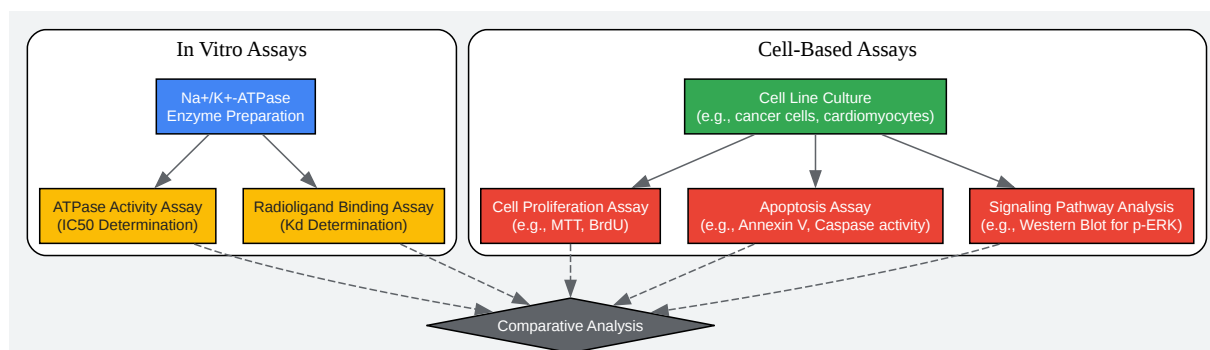 In Vitro Assays
Na+/K+-ATPase
Enzyme Preparation
ATPase Activity Assay
(IC50 Determination)
Radioligand Binding Assay
(Kd Determination)
Cell-Based Assays
Cell Line Culture
(e.g., cancer cells, cardiomyocytes)
Cell Proliferation Assay
(e.g., MTT, BrdU)
Apoptosis Assay
(e.g., Annexin V, Caspase activity)
Signaling Pathway Analysis
(e.g., Western Blot for p-ERK)
Comparative Analysis